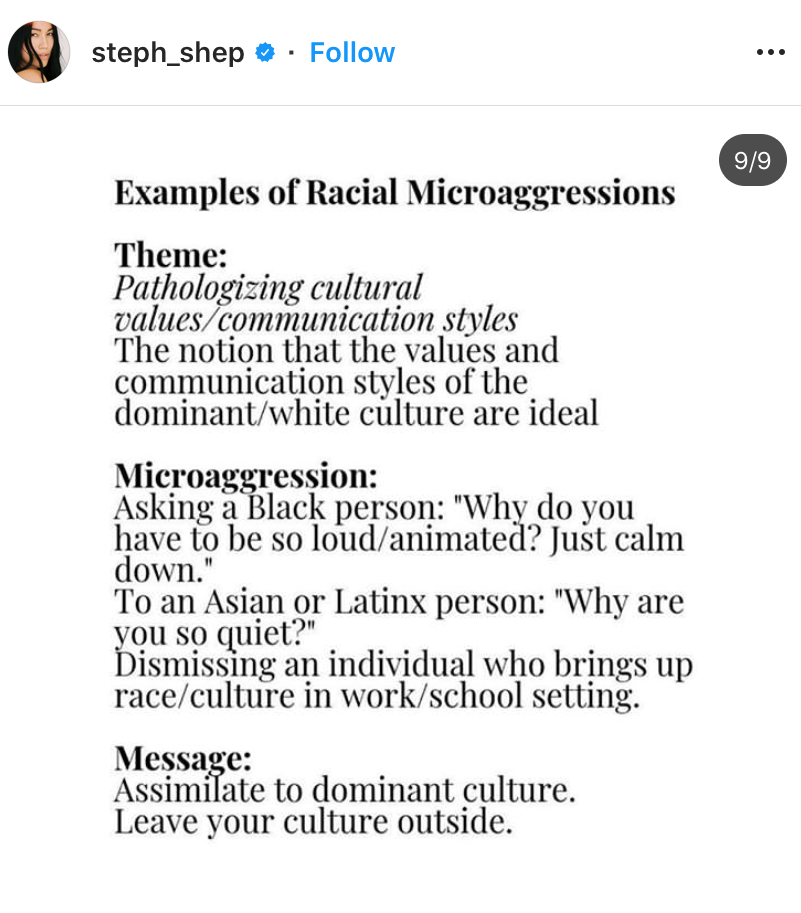 steph_shep · Follow
9/9
Examples of Racial Microaggressions
Theme:
Pathologizing cultural
values/communication styles
The notion that the values and
communication styles of the
dominant/white culture are ideal
Microaggression:
Asking a Black person: "Why do you
have to be so loud/animated? Just calm
down."
To an Asian or Latinx person: "Why are
you so quiet?"
Dismissing an individual who brings up
race/culture in work/school setting.
Message:
Assimilate to dominant culture.
Leave your culture outside.